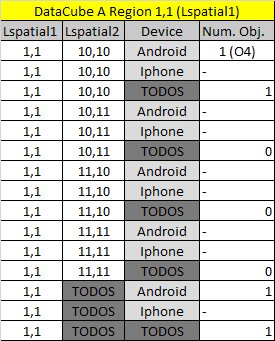 DataCube A Region 1,1 (Lspatial1)
Lspatial1 Lspatial2 Device Num. Obj.
1,1 10,10 Android 1 (O4)
1,1 10,10 Iphone -
1,1 10,10 TODOS 1
1,1 10,11 Android -
1,1 10,11 Iphone -
1,1 10,11 TODOS 0
1,1 11,10 Android -
1,1 11,10 Iphone -
1,1 11,10 TODOS 0
1,1 11,11 Android -
1,1 11,11 Iphone -
1,1 11,11 TODOS 0
1,1 TODOS Android 1
1,1 TODOS Iphone -
1,1 TODOS TODOS 1